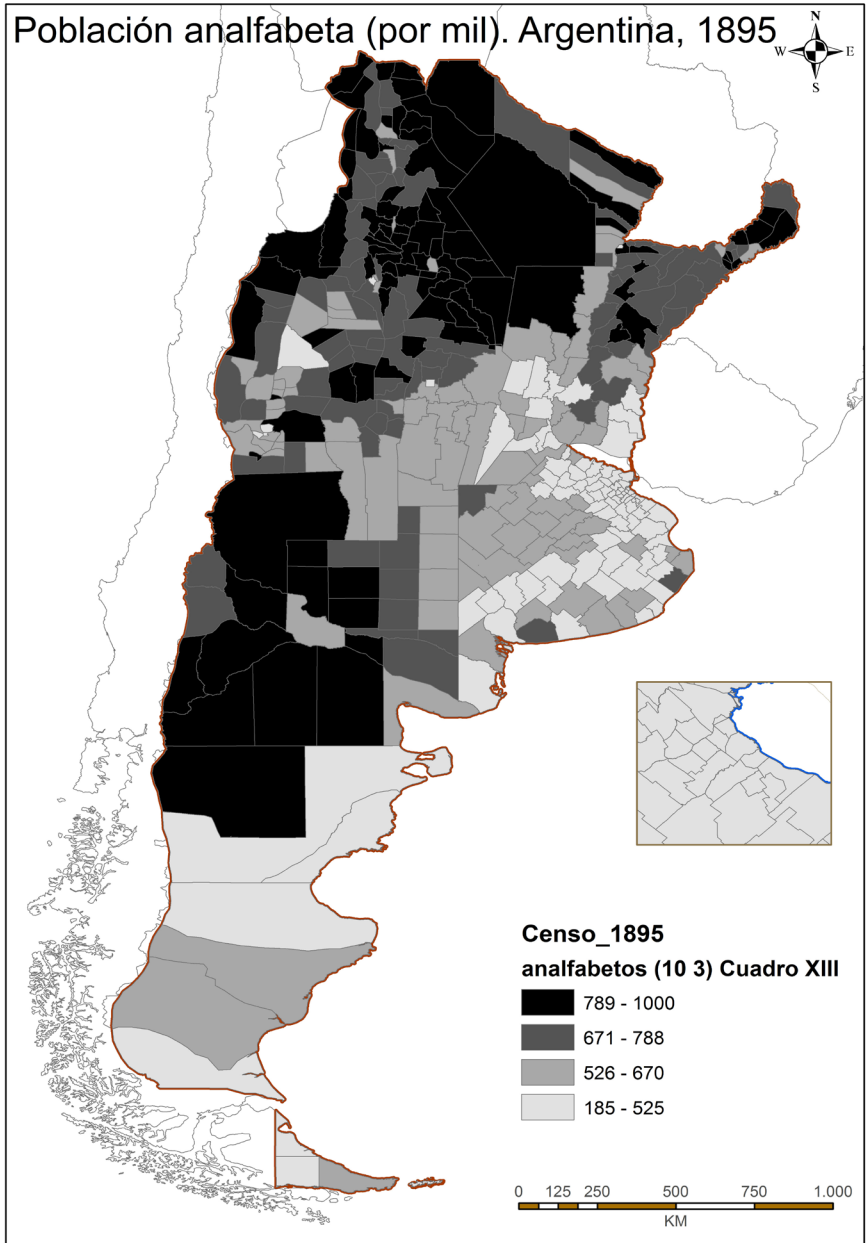 Población analfabeta (por mil). Argentina, 1895
N
W E
S
Censo_1895
analfabetos (10 3) Cuadro XIII
789 - 1000
671 - 788
526 - 670
185 - 525
0 125 250 500 750 1.000
KM